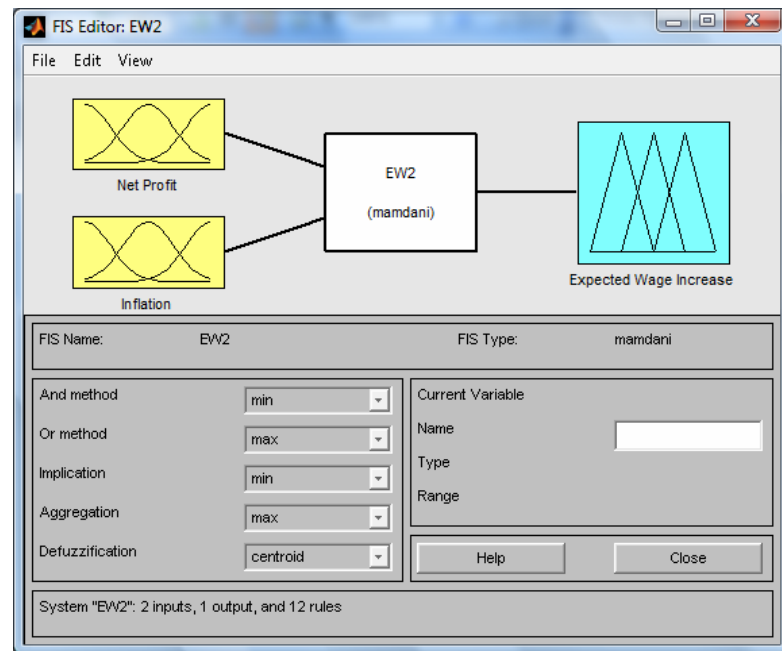 FIS Editor: EW2
File Edit View
Net Profit
Inflation
EW2
(mamdani)
Expected Wage Increase
FIS Name: EW2 FIS Type: mamdani
And method min
Or method max
Implication min
Aggregation max
Defuzzification centroid
Current Variable
Name
Type
Range
Help Close
System "EW2": 2 inputs, 1 output, and 12 rules